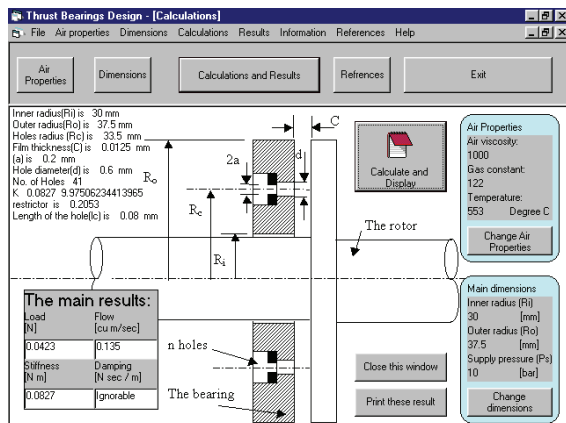 Thrust Bearings Design - [Calculations]
File Air properties Dimensions Calculations Results Information References Help
Air Properties
Dimensions
Calculations and Results
Refrences
Exit
Inner radius(Ri) is 30 mm
Outer radius(Ro) is 37.5 mm
Holes radius (Rc) is 33.5 mm
Film thickness(C) is 0.0125 mm
(a) is 0.2 mm
Hole diameter(d) is 0.6 mm
No. of Holes 41
K 0.0827 9.97506234413965
restrictor is 0.2053
Length of the hole(lc) is 0.08 mm
C
Ro
2a
d
Rc
Ri
The rotor
n holes
The bearing
Calculate and
Display
Air Properties
Air viscosity:
1000
Gas constant:
122
Temperature:
553 Degree C
Change Air
Properties
Main dimensions
Inner radius (Ri)
30 [mm]
Outer radius (Ro)
37.5 [mm]
Supply pressure (Ps)
10 [bar]
Change
dimensions
The main results:
Load Flow
[N] [cu m/sec]
0.0423 0.135
Stiffness Damping
[N m] [N sec / m]
0.0827 Ignorable
Close this window
Print these result